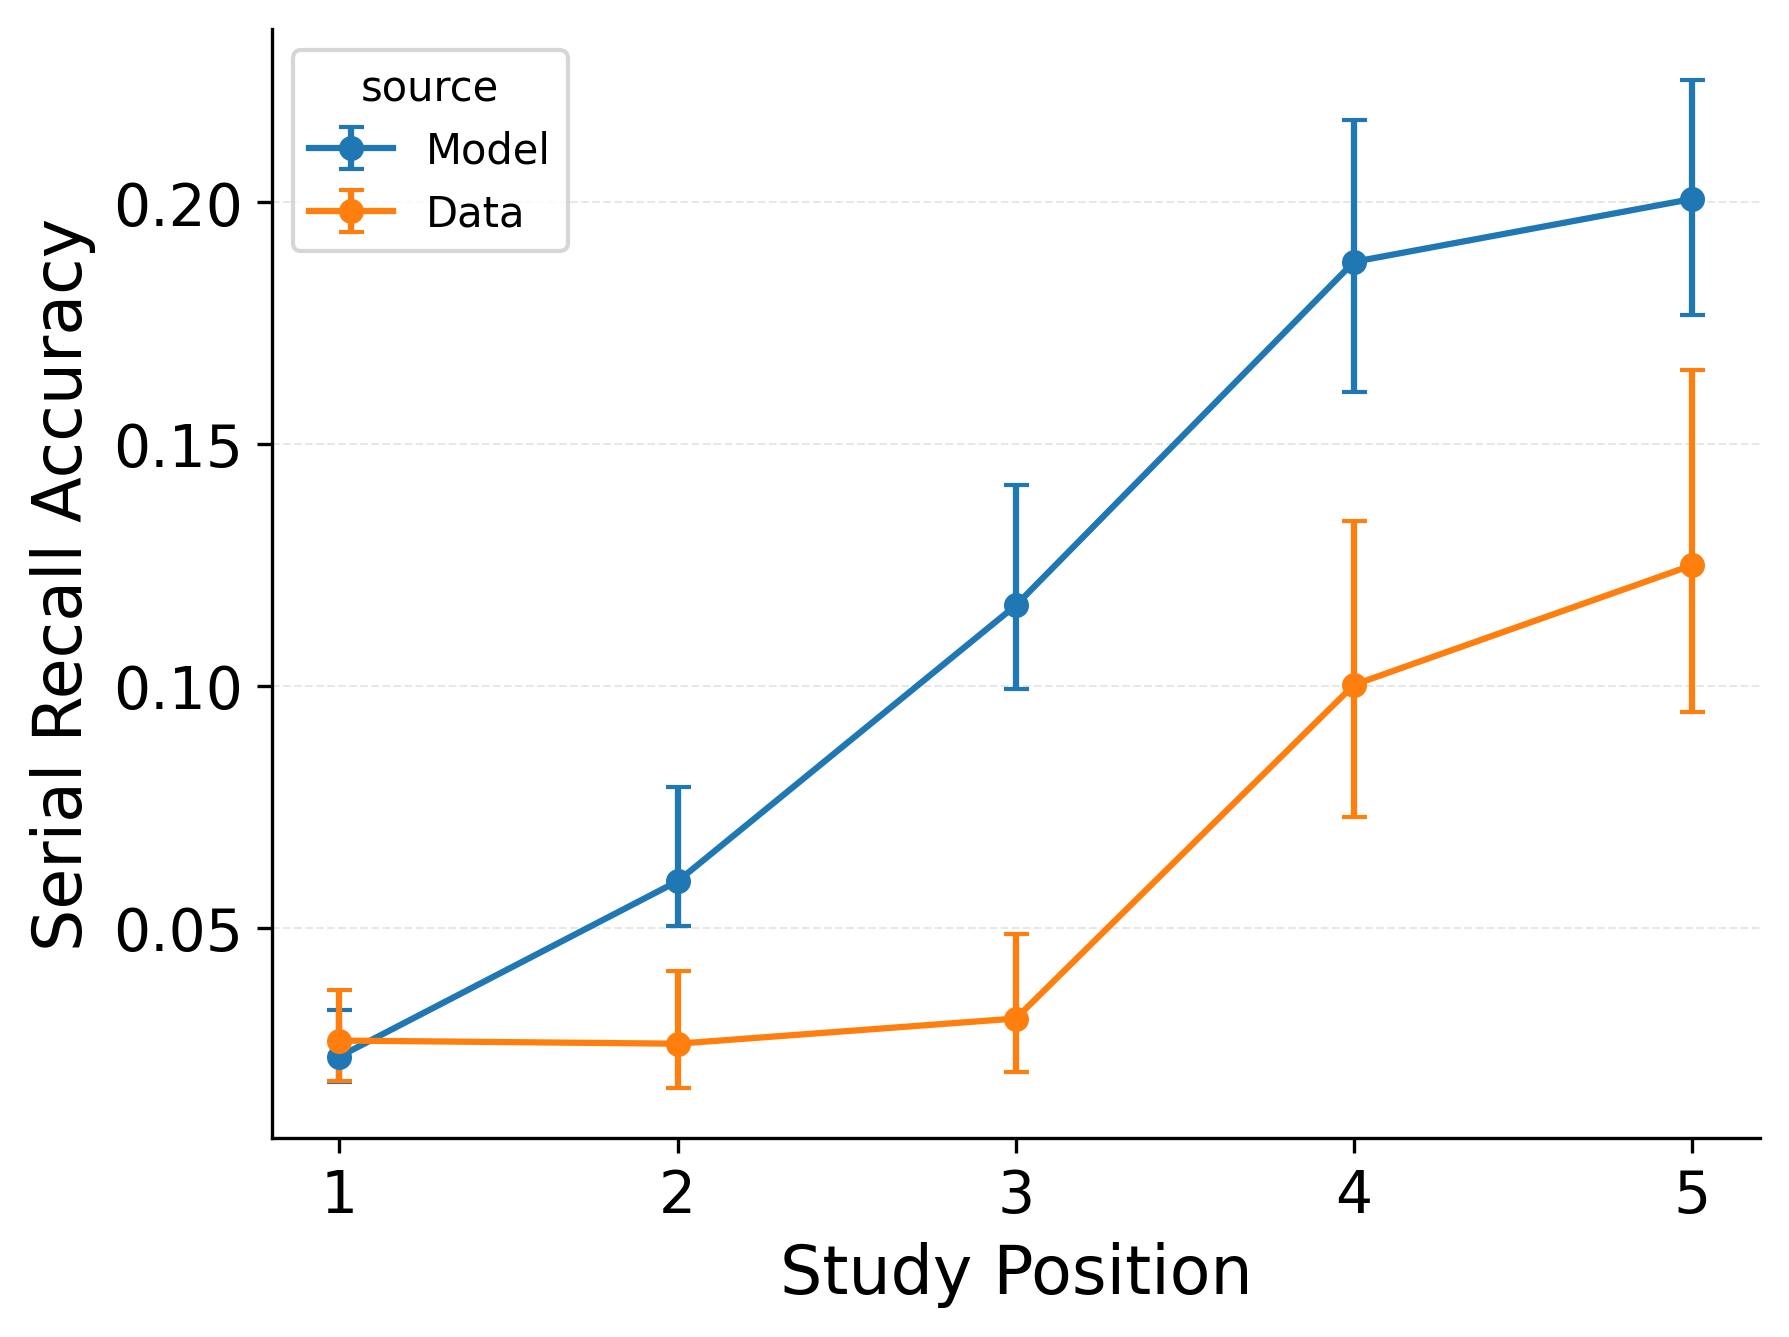 source
Model
Data
Serial Recall Accuracy
0.20
0.15
0.10
0.05
1 2 3 4 5
Study Position